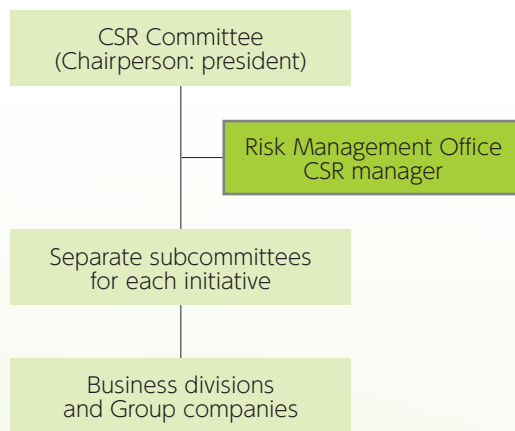 CSR Committee
(Chairperson: president)
Risk Management Office
CSR manager
Separate subcommittees
for each initiative
Business divisions
and Group companies